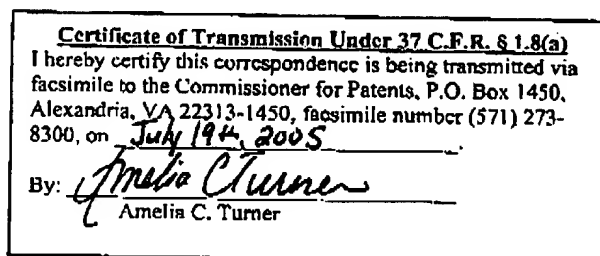 Certificate of Transmission Under 37 C.F.R. § 1.8(a)
I hereby certify this correspondence is being transmitted via
facsimile to the Commissioner for Patents, P.O. Box 1450,
Alexandria, VA 22313-1450, facsimile number (571) 273-
8300, on July 19th, 2005.
By: Amelia C Turner
Amelia C. Turner